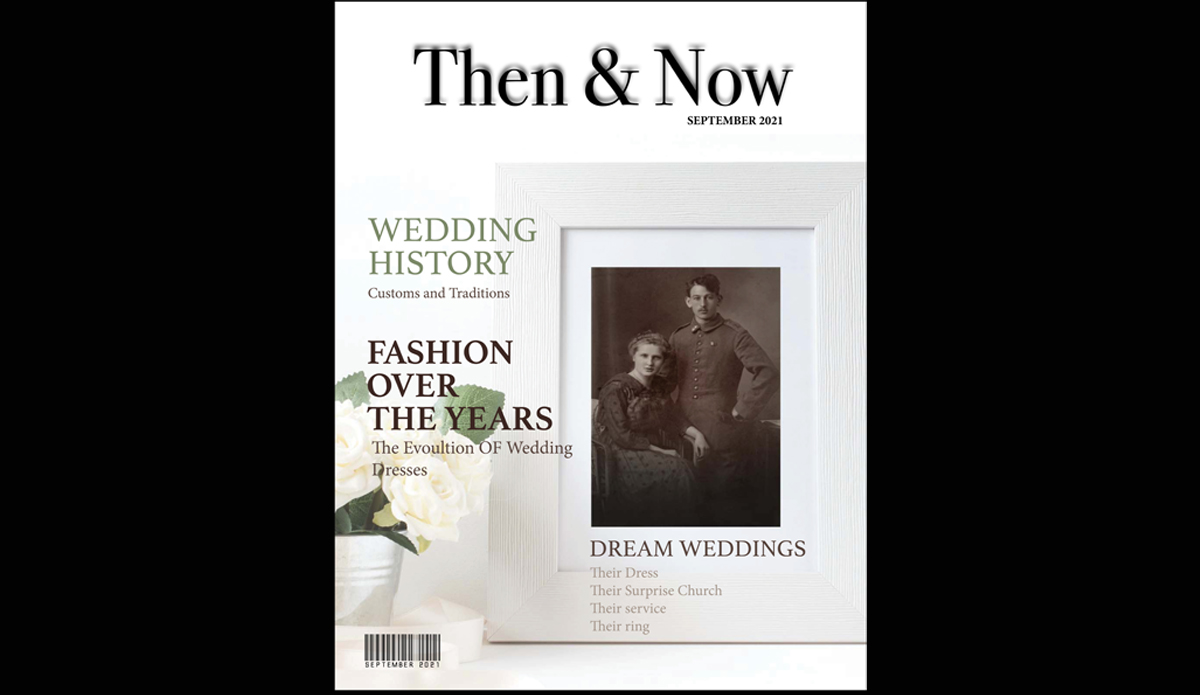 Then & Now
SEPTEMBER 2021
WEDDING
HISTORY
Customs and Traditions
FASHION
OVER
THE YEARS
The Evoultion OF Wedding
Dresses
DREAM WEDDINGS
Their Dress
Their Surprise Church
Their service
Their ring
SEPTEMBER 2021